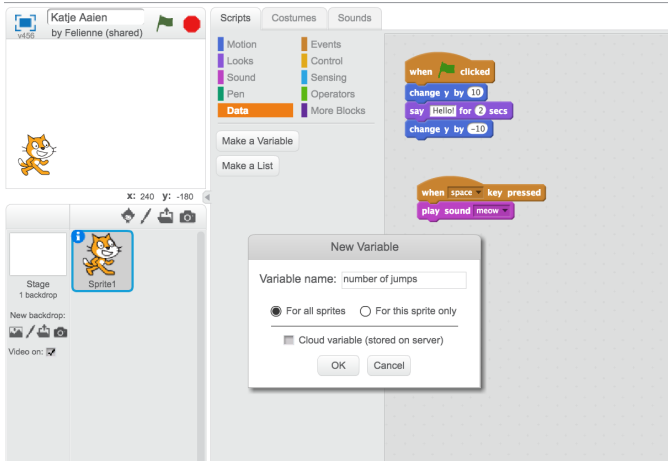 Katje Aaien
by Felienne (shared)
v456
Scripts
Costumes
Sounds
Motion
Events
Looks
Control
Sound
Sensing
Pen
Operators
Data
More Blocks
Make a Variable
Make a List
when clicked
change y by 10
say Hello! for 2 secs
change y by -10
when space key pressed
play sound meow
x: 240 y: -180
Sprite1
Stage
1 backdrop
New backdrop:
Video on:
New Variable
Variable name: number of jumps
For all sprites
For this sprite only
Cloud variable (stored on server)
OK
Cancel